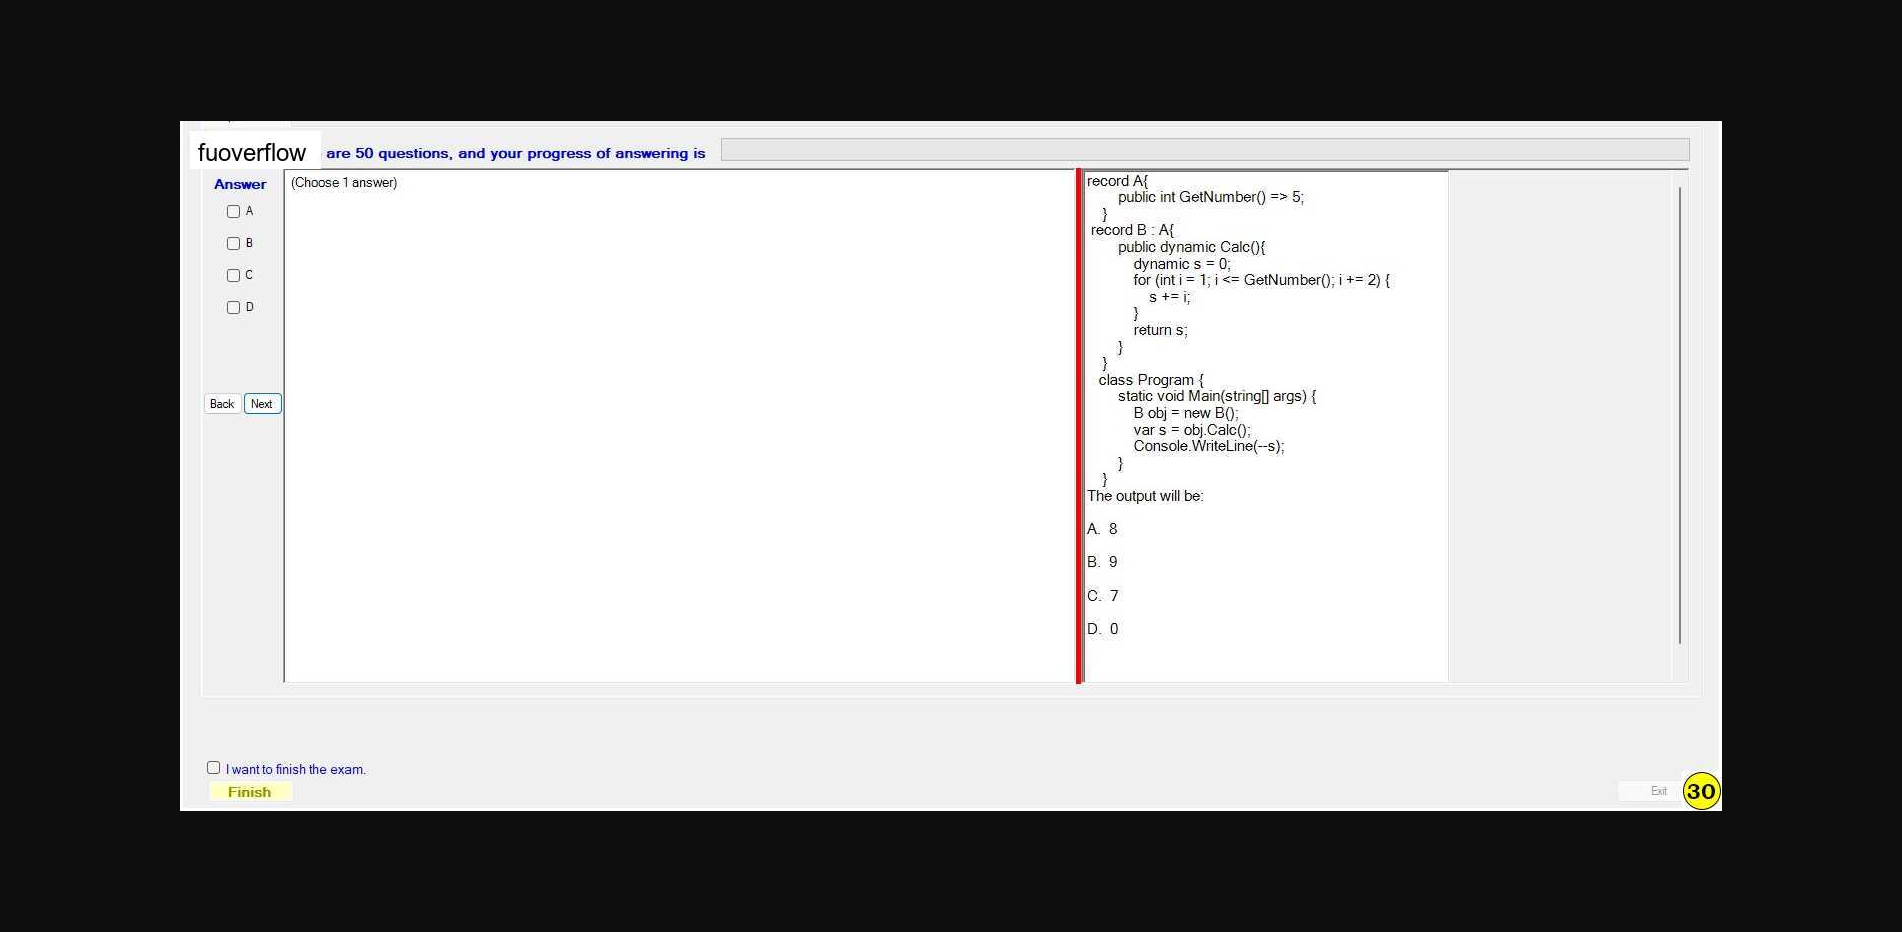 fuoverflow are 50 questions, and your progress of answering is
Answer
A
B
C
D
Back Next
(Choose 1 answer)
record A{
public int GetNumber() => 5;
}
record B : A{
public dynamic Calc(){
dynamic s = 0;
for (int i = 1; i <= GetNumber(); i += 2) {
s += i;
}
return s;
}
}
class Program {
static void Main(string[] args) {
B obj = new B();
var s = obj.Calc();
Console.WriteLine(--s);
}
}
The output will be:
A. 8
B. 9
C. 7
D. 0
I want to finish the exam.
Finish
Exit
30